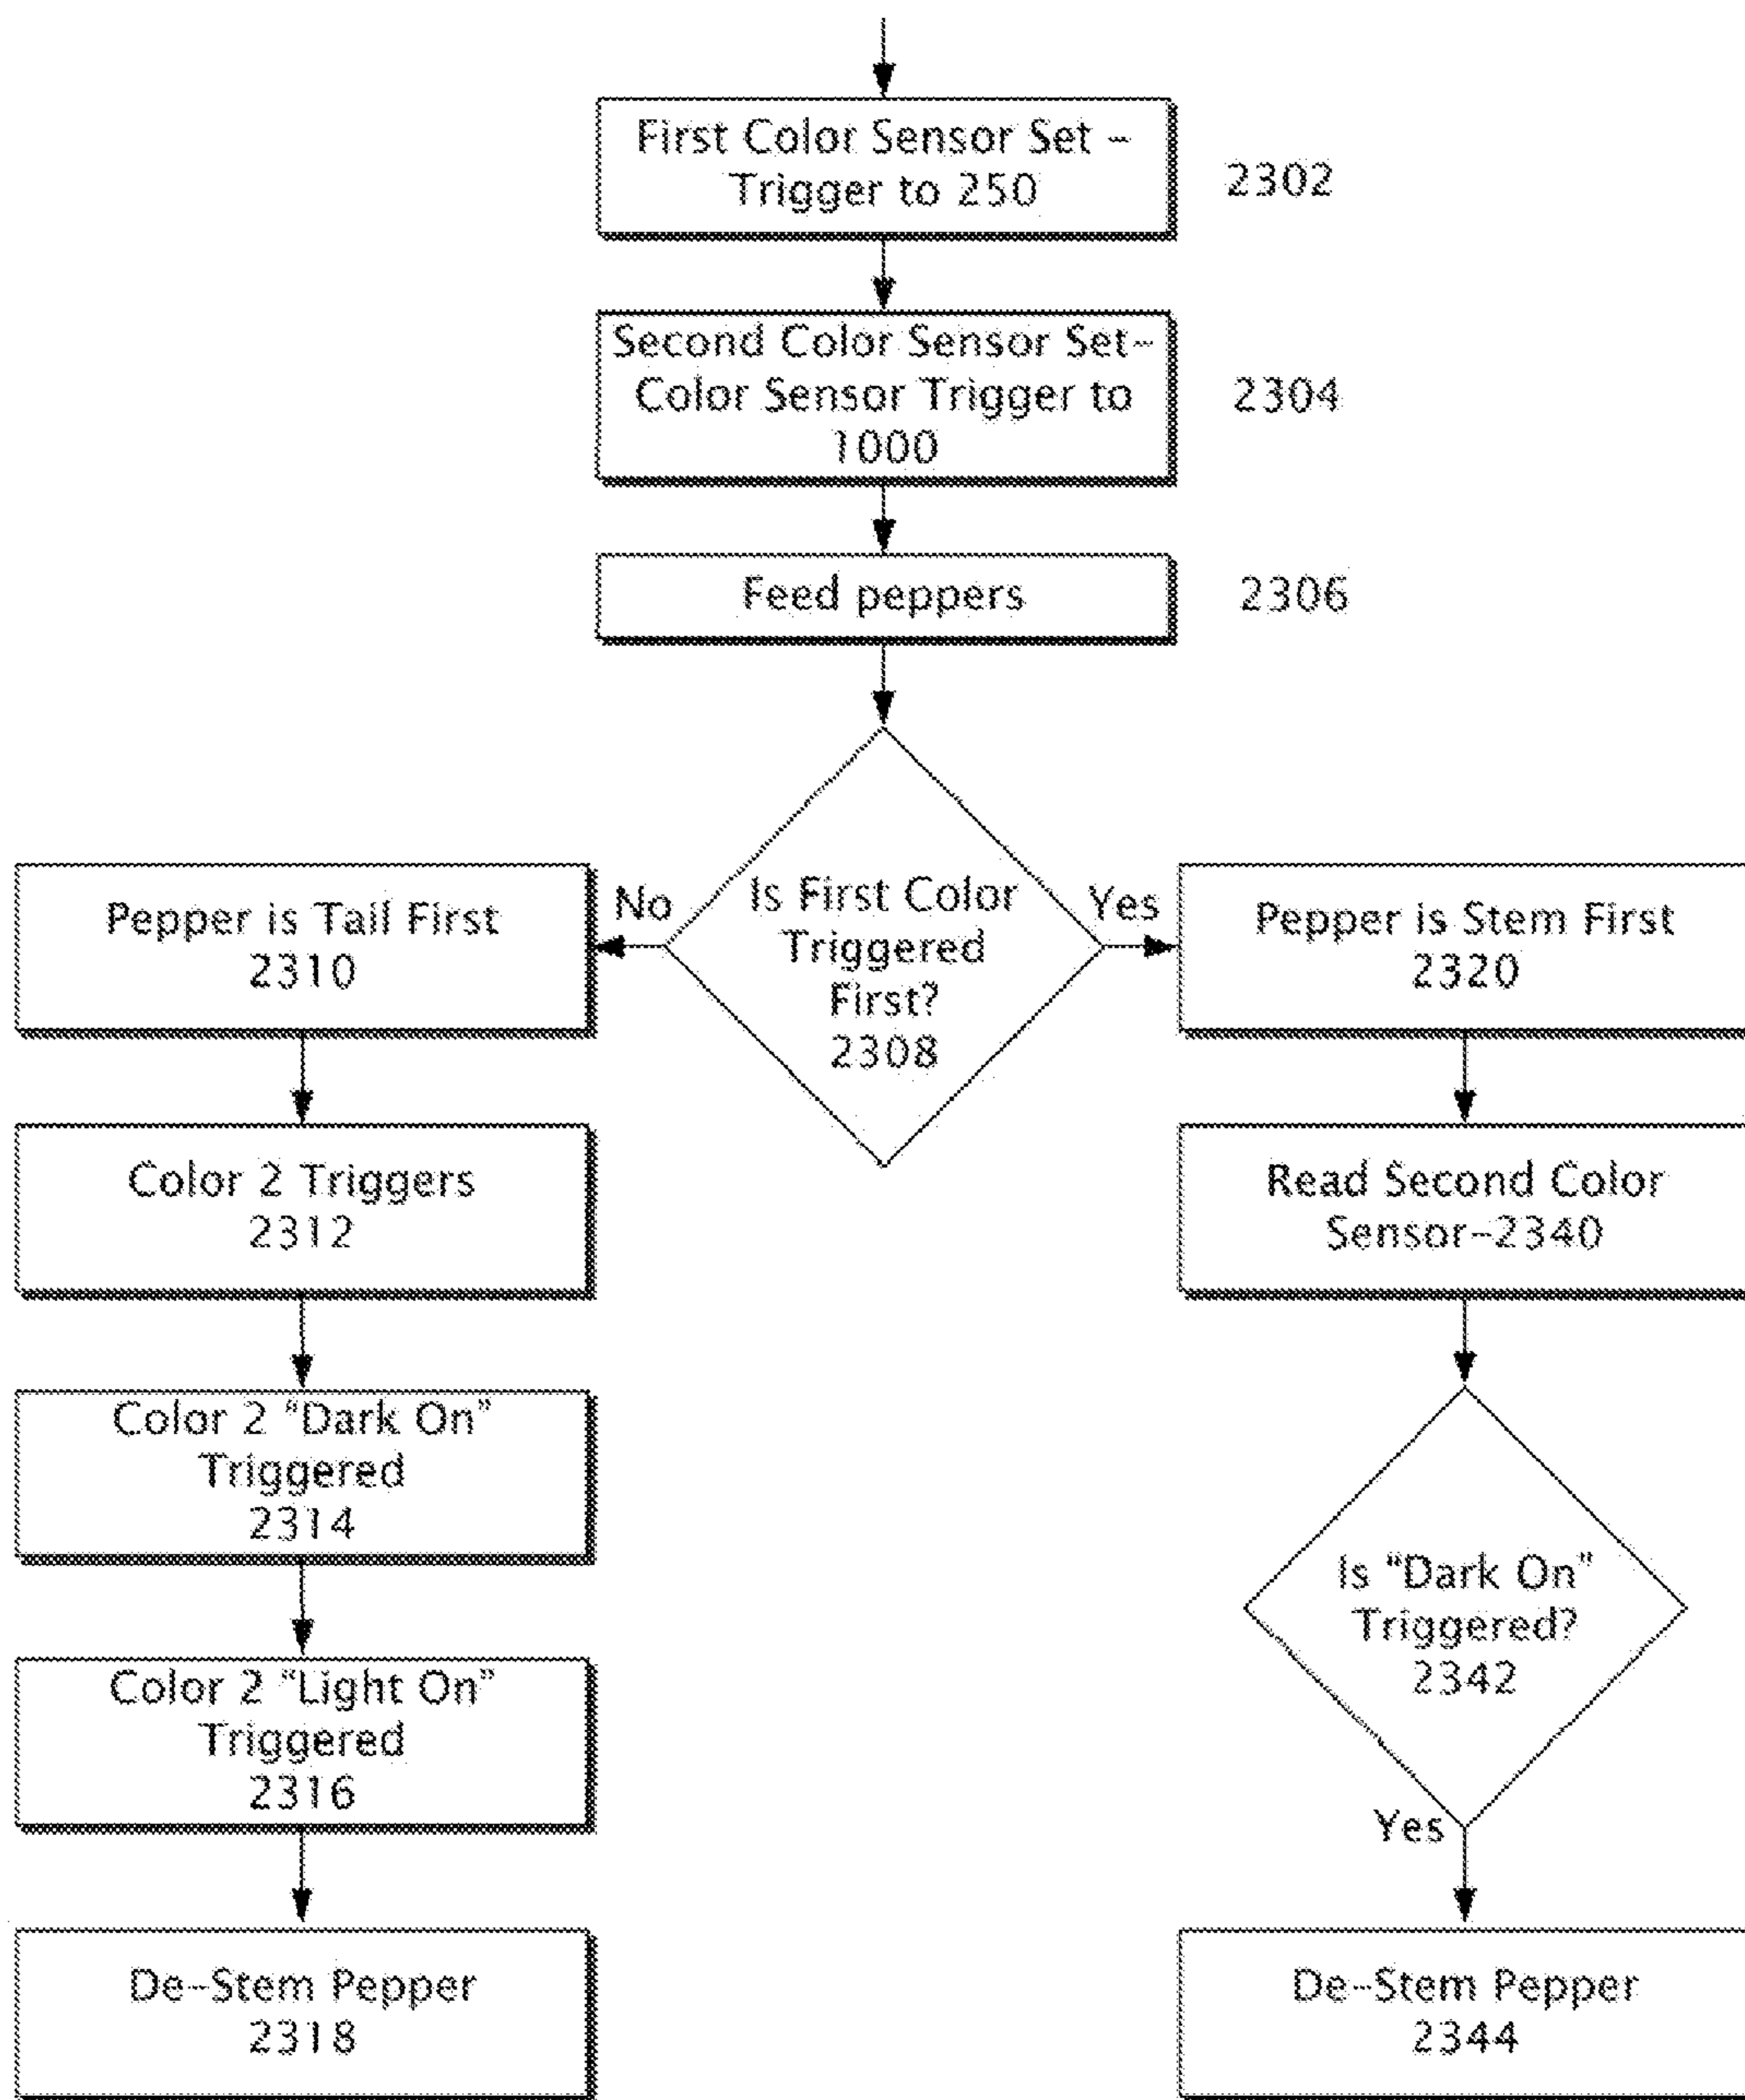 First Color Sensor Set –
Trigger to 250
2302
Second Color Sensor Set–
Color Sensor Trigger to
1000
2304
Feed peppers
2306
Is First Color
Triggered
First?
2308
No
Yes
Pepper is Tail First
2310
Color 2 Triggers
2312
Color 2 “Dark On”
Triggered
2314
Color 2 “Light On”
Triggered
2316
De–Stem Pepper
2318
Pepper is Stem First
2320
Read Second Color
Sensor–2340
Is “Dark On”
Triggered?
2342
Yes
De–Stem Pepper
2344